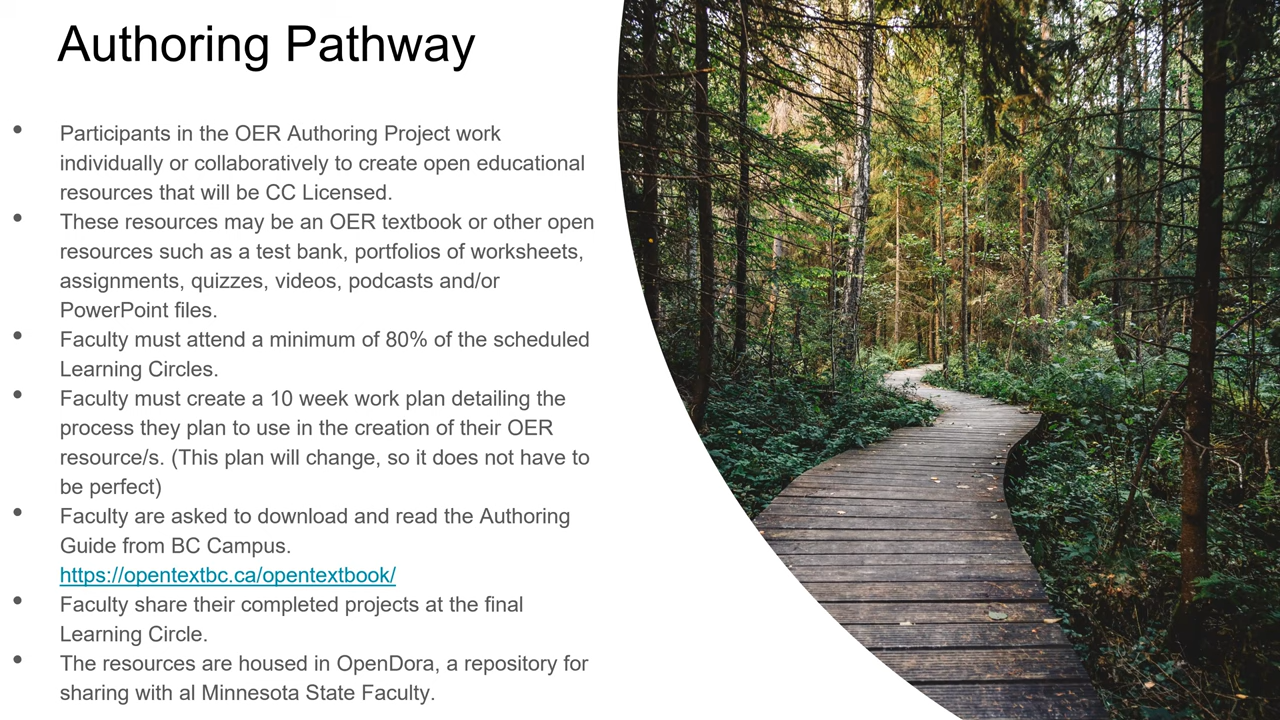 Authoring Pathway
• Participants in the OER Authoring Project work
individually or collaboratively to create open educational
resources that will be CC Licensed.
• These resources may be an OER textbook or other open
resources such as a test bank, portfolios of worksheets,
assignments, quizzes, videos, podcasts and/or
PowerPoint files.
• Faculty must attend a minimum of 80% of the scheduled
Learning Circles.
• Faculty must create a 10 week work plan detailing the
process they plan to use in the creation of their OER
resource/s. (This plan will change, so it does not have to
be perfect)
• Faculty are asked to download and read the Authoring
Guide from BC Campus.
https://opentextbc.ca/opentextbook/
• Faculty share their completed projects at the final
Learning Circle.
• The resources are housed in OpenDora, a repository for
sharing with al Minnesota State Faculty.